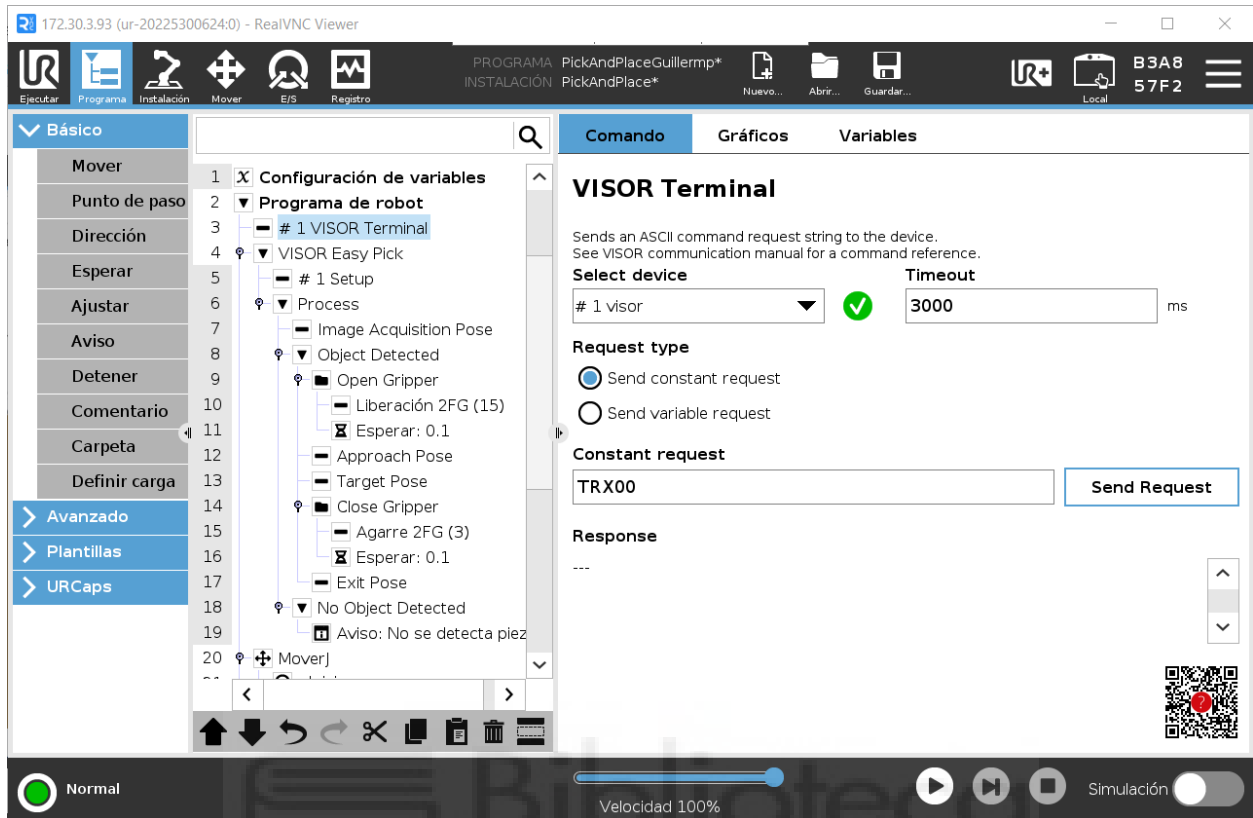 172.30.3.93 (ur-20225300624:0) - RealVNC Viewer
PROGRAMA PickAndPlaceGuillermp*
INSTALACIÓN PickAndPlace*
Ejecutar Programa Instalación Mover E/S Registro
Nuevo... Abrir... Guardar...
UR+
Local
B3A8
57F2
Básico
Mover
Punto de paso
Dirección
Esperar
Ajustar
Aviso
Detener
Comentario
Carpeta
Definir carga
Avanzado
Plantillas
URCaps
1 X Configuración de variables
2 Programa de robot
3 # 1 VISOR Terminal
4 VISOR Easy Pick
5 # 1 Setup
6 Process
7 Image Acquisition Pose
8 Object Detected
9 Open Gripper
10 Liberación 2FG (15)
11 Esperar: 0.1
12 Approach Pose
13 Target Pose
14 Close Gripper
15 Agarre 2FG (3)
16 Esperar: 0.1
17 Exit Pose
18 No Object Detected
19 Aviso: No se detecta piez
20 MoverJ
Comando Gráficos Variables
VISOR Terminal
Sends an ASCII command request string to the device.
See VISOR communication manual for a command reference.
Select device Timeout
# 1 visor 3000 ms
Request type
Send constant request
Send variable request
Constant request
TRX00 Send Request
Response
---
Normal
Velocidad 100%
Simulación